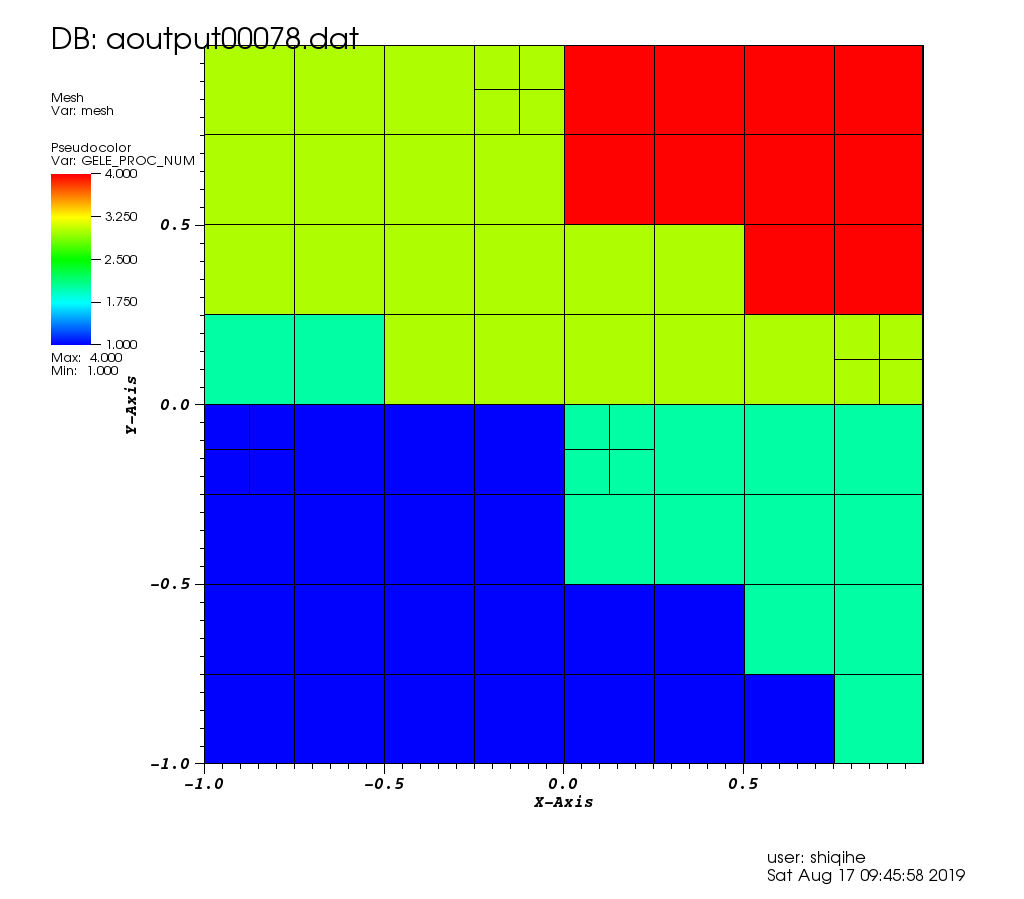 DB: aoutput00078.dat
Mesh
Var: mesh
Pseudocolor
Var: GELE_PROC_NUM
4.000
3.250
2.500
1.750
1.000
Max: 4.000
Min: 1.000
Y-Axis
0.5
0.0
-0.5
-1.0
-1.0 -0.5 0.0 0.5
X-Axis
user: shiqihe
Sat Aug 17 09:45:58 2019